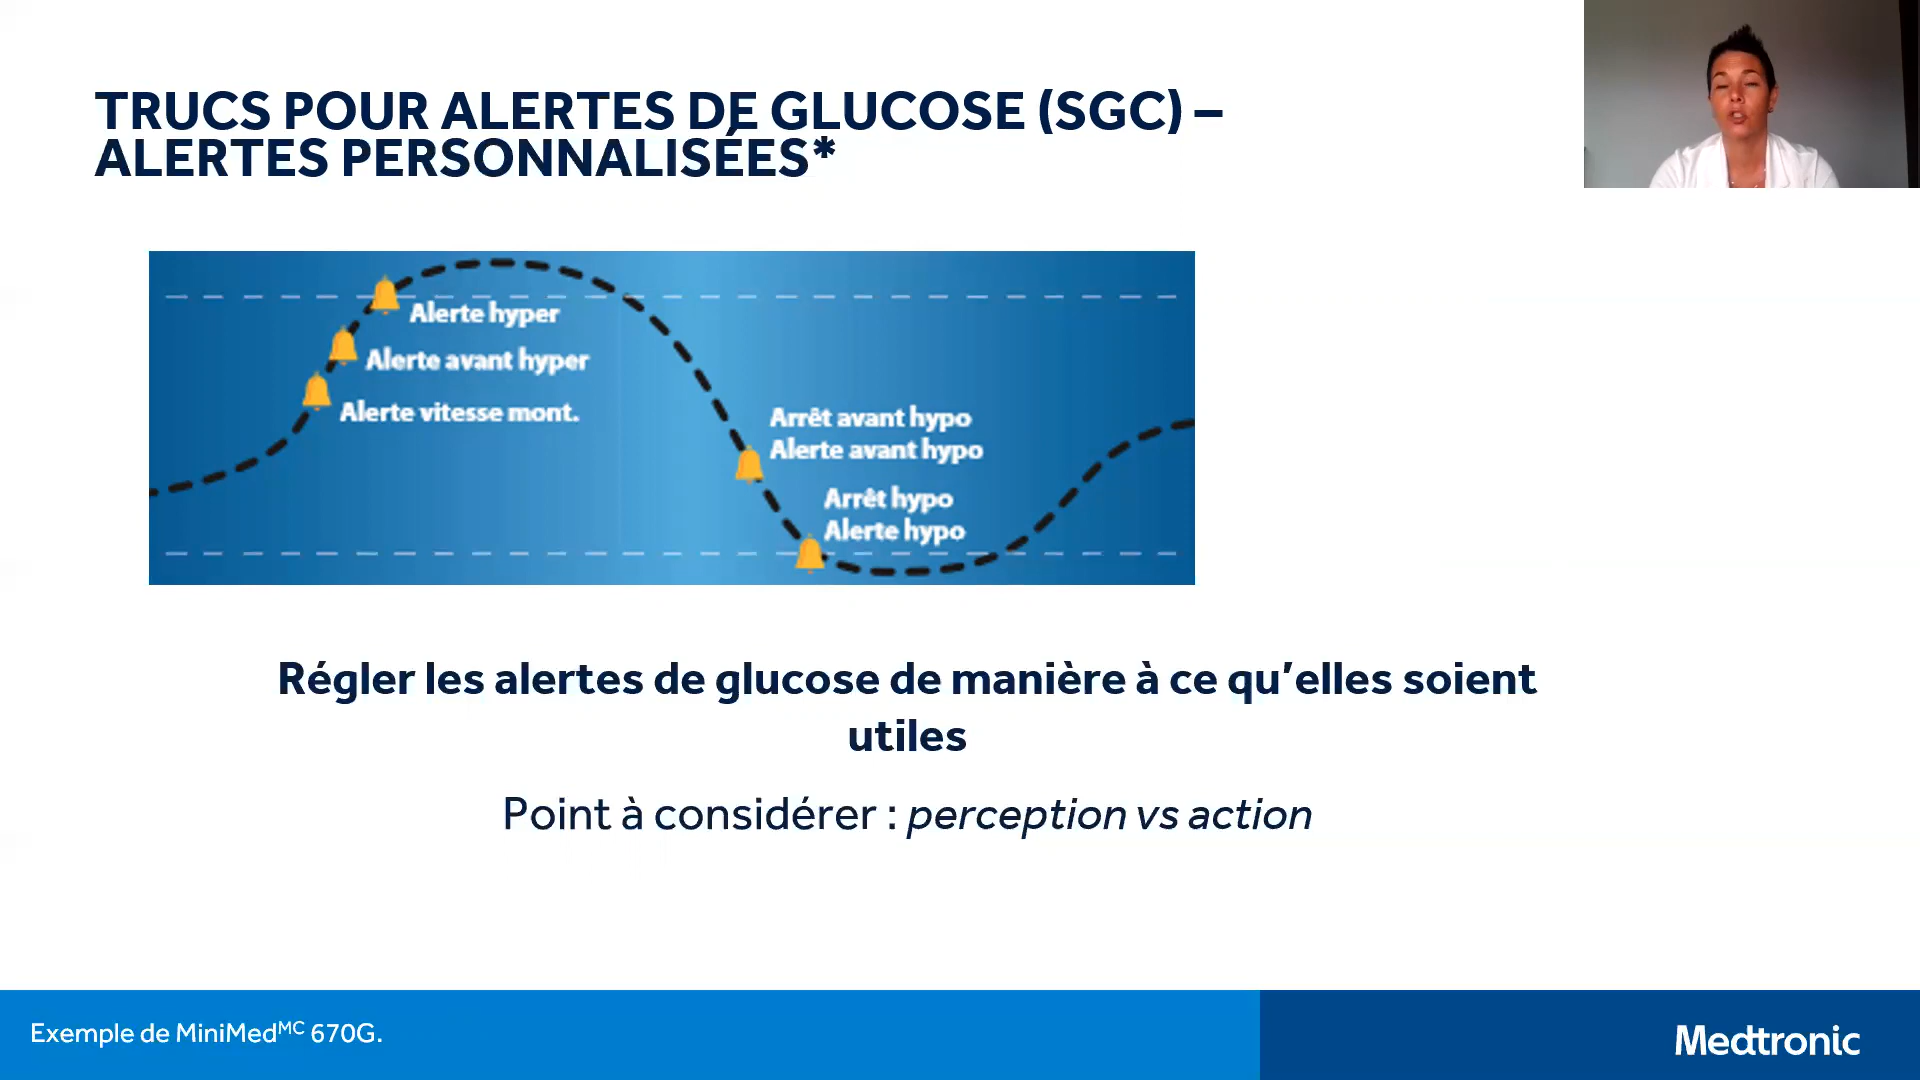 TRUCS POUR ALERTES DE GLUCOSE (SGC) –
ALERTES PERSONNALISÉES*
Alerte hyper
Alerte avant hyper
Alerte vitesse mont.
Arrêt avant hypo
Alerte avant hypo
Arrêt hypo
Alerte hypo
Régler les alertes de glucose de manière à ce qu’elles soient
utiles
Point à considérer : perception vs action
Exemple de MiniMedMC 670G.
Medtronic